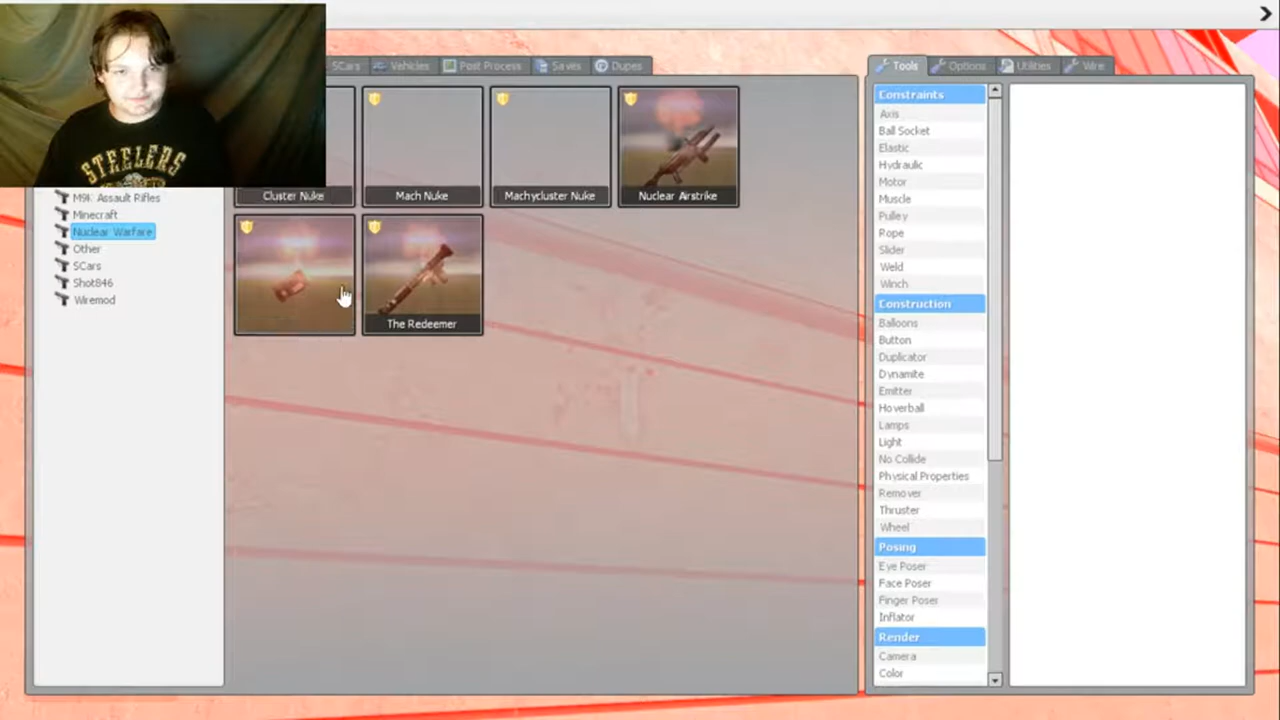 STEELERS
SCars
Vehicles
Post Process
Saves
Dupes
Cluster Nuke
Mach Nuke
Machycluster Nuke
Nuclear Airstrike
The Redeemer
M9K Assault Rifles
Minecraft
Nuclear Warfare
Other
SCars
Shot846
Wiremod
Tools
Options
Utilities
Wire
Constraints
Axis
Ball Socket
Elastic
Hydraulic
Motor
Muscle
Pulley
Rope
Slider
Weld
Winch
Construction
Balloons
Button
Duplicator
Dynamite
Emitter
Hoverball
Lamps
Light
No Collide
Physical Properties
Remover
Thruster
Wheel
Posing
Eye Poser
Face Poser
Finger Poser
Inflator
Render
Camera
Color